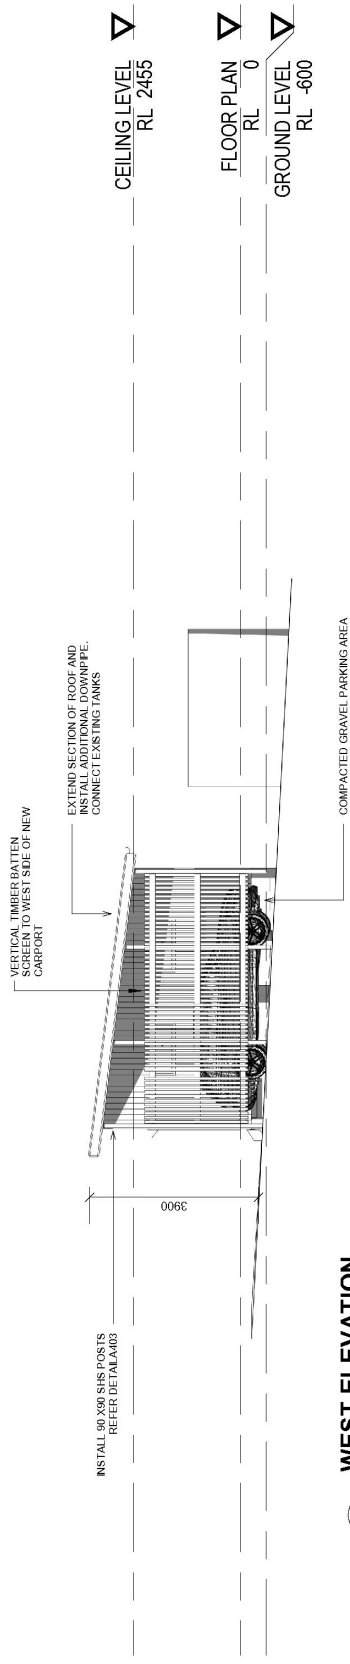 CEILING LEVEL
RL 2455
FLOOR PLAN
RL 0
GROUND LEVEL
RL -600
VERTICAL TIMBER BATTEN
SCREEN TO WEST SIDE OF NEW
CARPORT
EXTEND SECTION OF ROOF AND
INSTALL ADDITIONAL DOWNPIPE.
CONNECT EXISTING TANKS
3900
INSTALL 90 X90 SHS POSTS
REFER DETAILA403
COMPACTED GRAVEL PARKING AREA
WEST ELEVATION